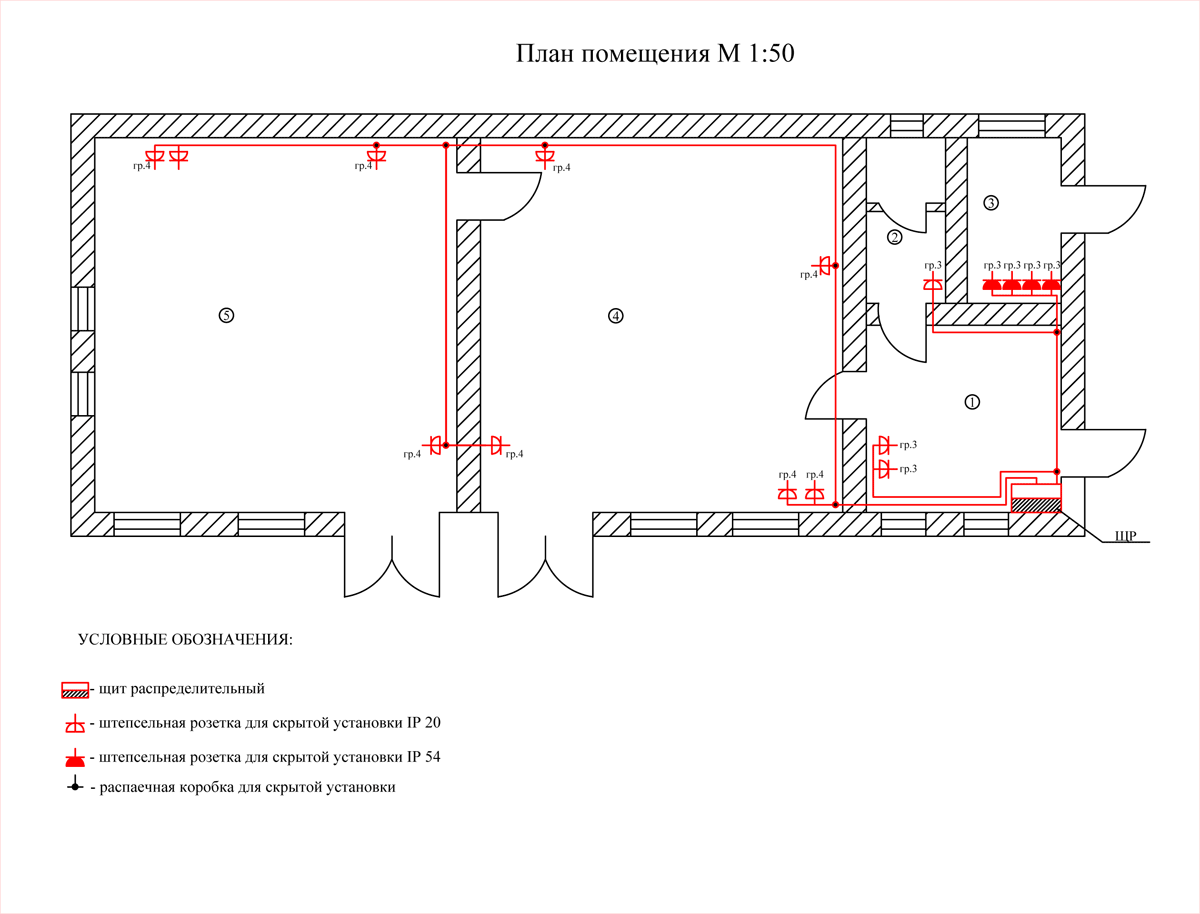 План помещения М 1:50
гр.4
гр.4
гр.4
3
2
гр.3
гр.3 гр.3 гр.3 гр.3
гр.4
5
4
1
гр.4
гр.4
гр.3
гр.3
гр.4
гр.4
ЩР
УСЛОВНЫЕ ОБОЗНАЧЕНИЯ:
- щит распределительный
- штепсельная розетка для скрытой установки IP 20
- штепсельная розетка для скрытой установки IP 54
- распаечная коробка для скрытой установки